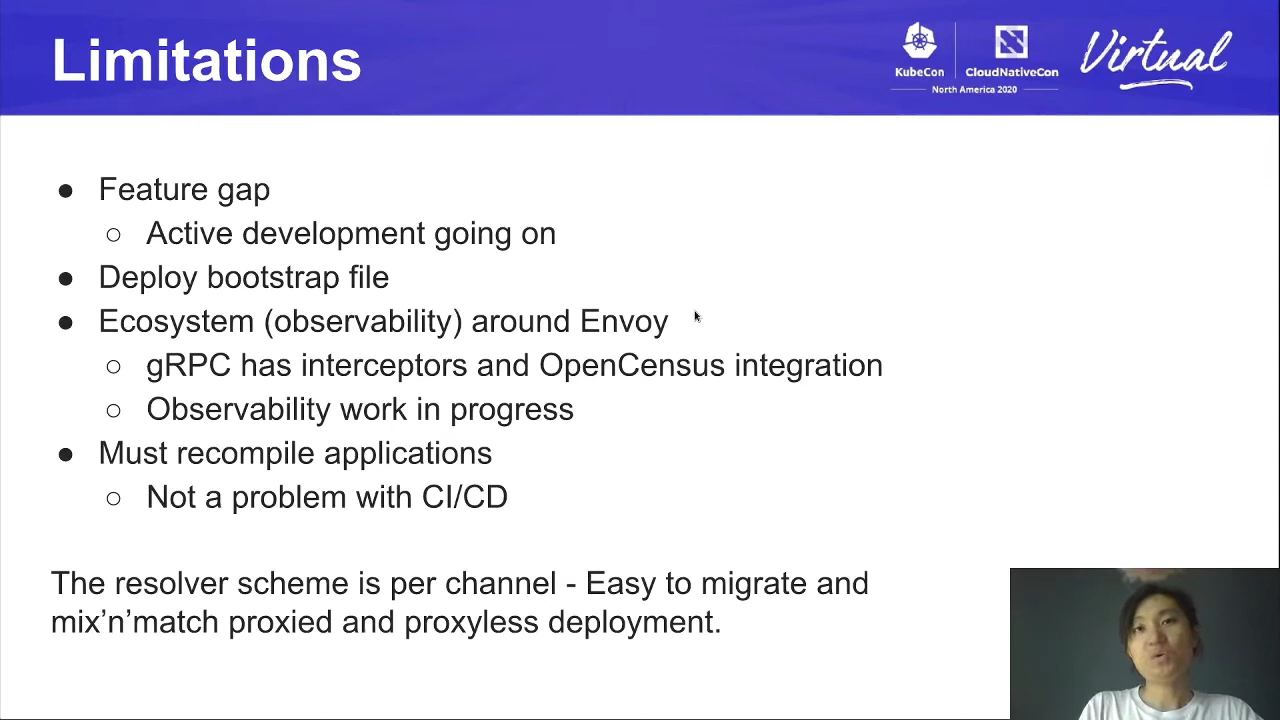 Limitations
KubeCon
CloudNativeCon
North America 2020
Virtual
● Feature gap
○ Active development going on
● Deploy bootstrap file
● Ecosystem (observability) around Envoy
○ gRPC has interceptors and OpenCensus integration
○ Observability work in progress
● Must recompile applications
○ Not a problem with CI/CD
The resolver scheme is per channel - Easy to migrate and
mix’n’match proxied and proxyless deployment.